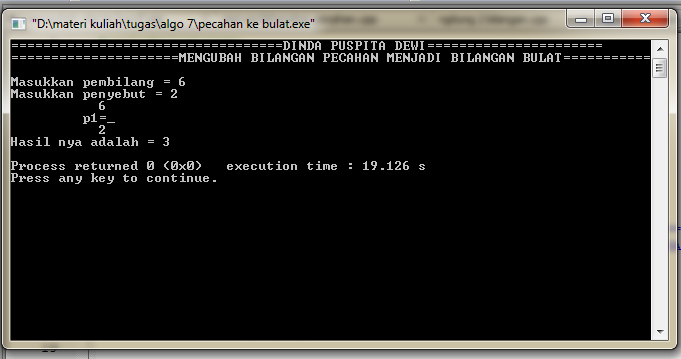 "D:\materi kuliah\tugas\algo 7\pecahan ke bulat.exe"
==================================DINDA PUSPITA DEWI======================
=====================MENGUBAH BILANGAN PECAHAN MENJADI BILANGAN BULAT===========
Masukkan pembilang = 6
Masukkan penyebut = 2
6
p1=_
2
Hasil nya adalah = 3
Process returned 0 (0x0)   execution time : 19.126 s
Press any key to continue.